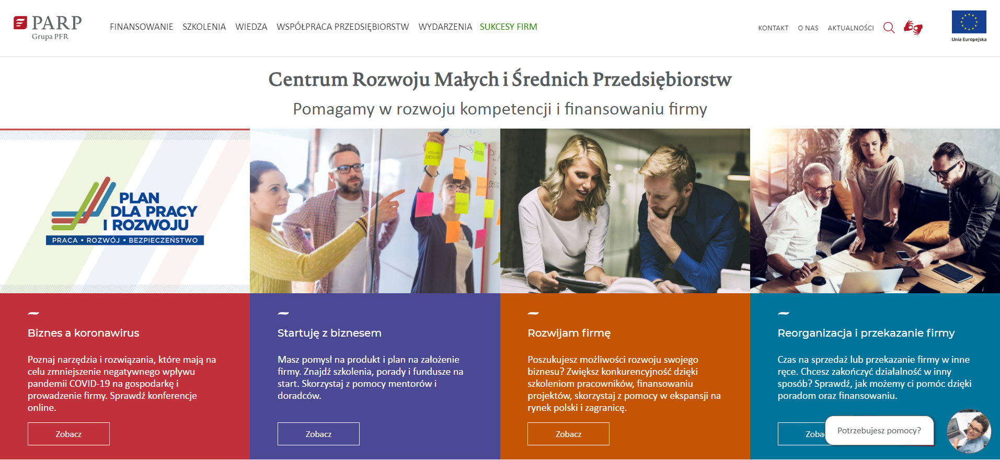 PARP
Grupa PFR
FINANSOWANIE SZKOLENIA WIEDZA WSPÓŁPRACA PRZEDSIĘBIORSTW WYDARZENIA SUKCESY FIRM
KONTAKT O NAS AKTUALNOŚCI
Unia Europejska
Centrum Rozwoju Małych i Średnich Przedsiębiorstw
Pomagamy w rozwoju kompetencji i finansowaniu firmy
PLAN
DLA PRACY
I ROZWOJU
PRACA • ROZWÓJ • BEZPIECZEŃSTWO
VISUAL
DESIGN
PROJECT
REVIEW
Biznes a koronawirus
Poznaj narzędzia i rozwiązania, które mają na
celu zmniejszenie negatywnego wpływu
pandemii COVID-19 na gospodarkę i
prowadzenie firmy. Sprawdź konferencje
online.
Zobacz
Startuję z biznesem
Masz pomysł na produkt i plan na założenie
firmy. Znajdź szkolenia, porady i fundusze na
start. Skorzystaj z pomocy mentorów i
doradców.
Zobacz
Rozwijam firmę
Poszukujesz możliwości rozwoju swojego
biznesu? Zwiększ konkurencyjność dzięki
szkoleniom pracowników, finansowaniu
projektów, skorzystaj z pomocy w ekspansji na
rynek polski i zagranicę.
Zobacz
Reorganizacja i przekazanie firmy
Czas na sprzedaż lub przekazanie firmy w inne
ręce. Chcesz zakończyć działalność w inny
sposób? Sprawdź, jak możemy ci pomóc dzięki
poradom oraz finansowaniu.
Zoba
Potrzebujesz pomocy?